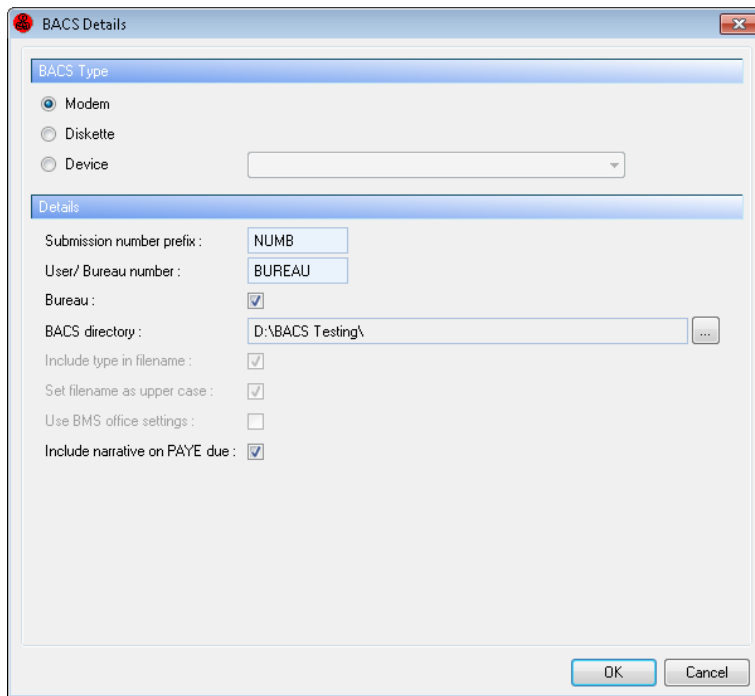 BACS Details
BACS Type
Modem
Diskette
Device
Details
Submission number prefix : NUMB
User/ Bureau number : BUREAU
Bureau :
BACS directory : D:\BACS Testing\ ...
Include type in filename :
Set filename as upper case :
Use BMS office settings :
Include narrative on PAYE due :
OK Cancel